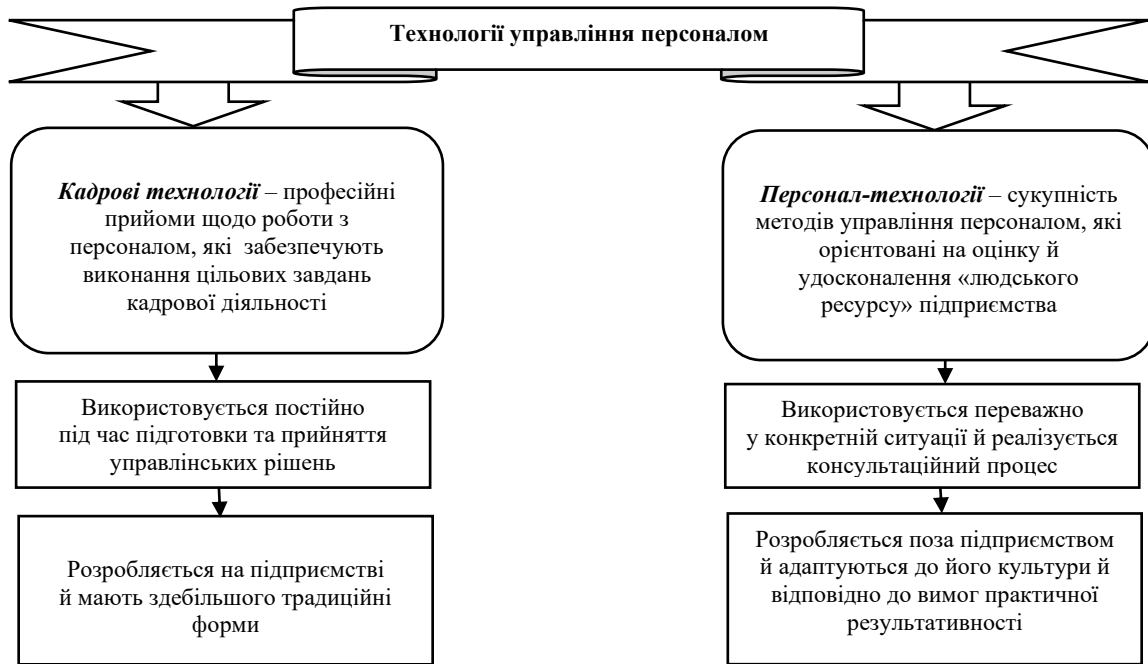 Технології управління персоналом
Кадрові технології – професійні
прийоми щодо роботи з
персоналом, які забезпечують
виконання цільових завдань
кадрової діяльності
Використовується постійно
під час підготовки та прийняття
управлінських рішень
Розробляється на підприємстві
й мають здебільшого традиційні
форми
Персонал-технології – сукупність
методів управління персоналом, які
орієнтовані на оцінку й
удосконалення «людського
ресурсу» підприємства
Використовується переважно
у конкретній ситуації й реалізується
консультаційний процес
Розробляється поза підприємством
й адаптуються до його культури й
відповідно до вимог практичної
результативності